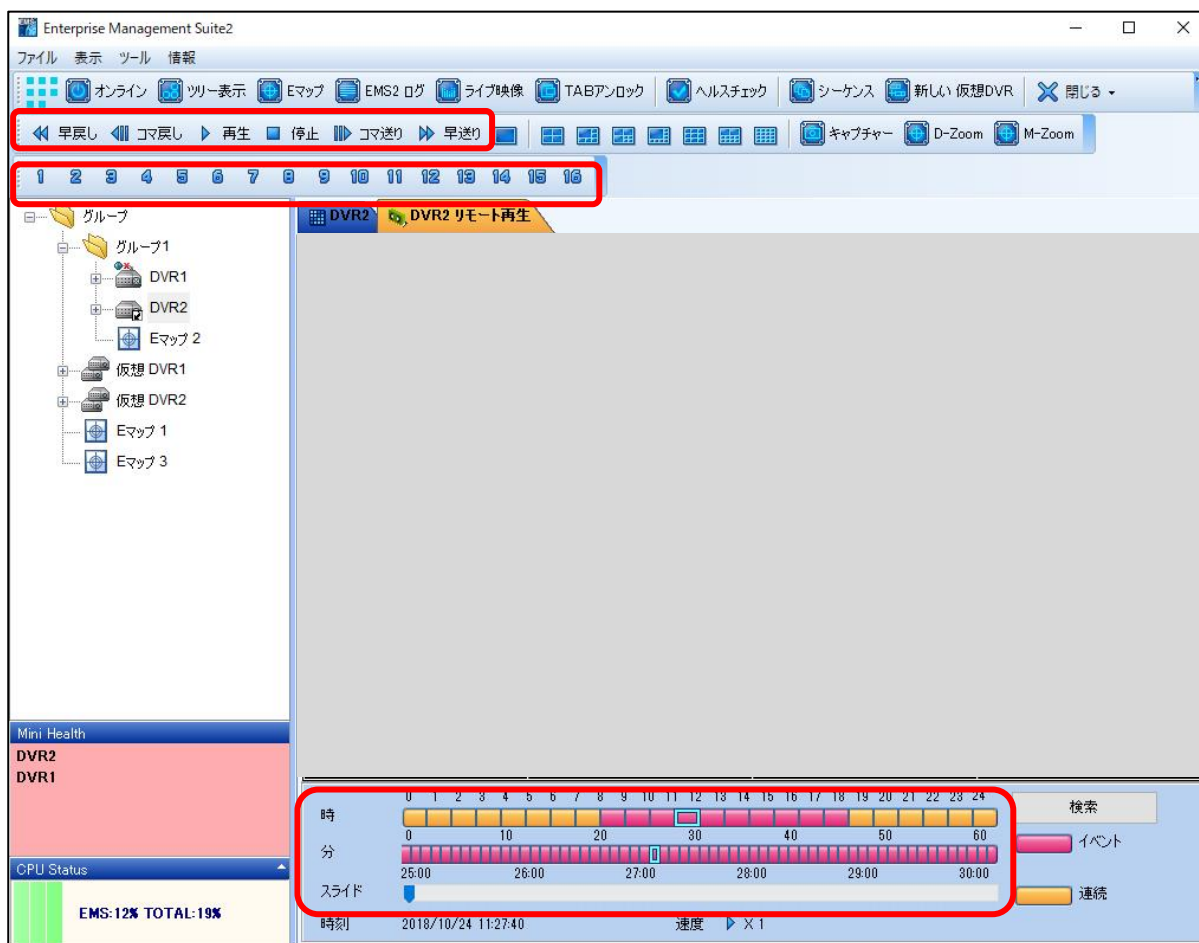 Enterprise Management Suite2
ファイル 表示 ツール 情報
オンライン ツリー表示 Eマップ EMS2 ログ ライブ映像 TABアンロック ヘルスチェック シーケンス 新しい仮想DVR 閉じる
早戻し コマ戻し 再生 停止 コマ送り 早送り キャプチャー D-Zoom M-Zoom
1 2 3 4 5 6 7 8 9 10 11 12 13 14 15 16
グループ
DVR2 DVR2 リモート再生
グループ1
DVR1
DVR2
Eマップ 2
仮想 DVR1
仮想 DVR2
Eマップ 1
Eマップ 3
Mini Health
DVR2
DVR1
0 1 2 3 4 5 6 7 8 9 10 11 12 13 14 15 16 17 18 19 20 21 22 23 24
時
検索
0 10 20 30 40 50 60
分
イベント
25:00 26:00 27:00 28:00 29:00 30:00
スライド
連続
時刻 2018/10/24 11:27:40 速度 X 1
CPU Status
EMS:12% TOTAL:19%